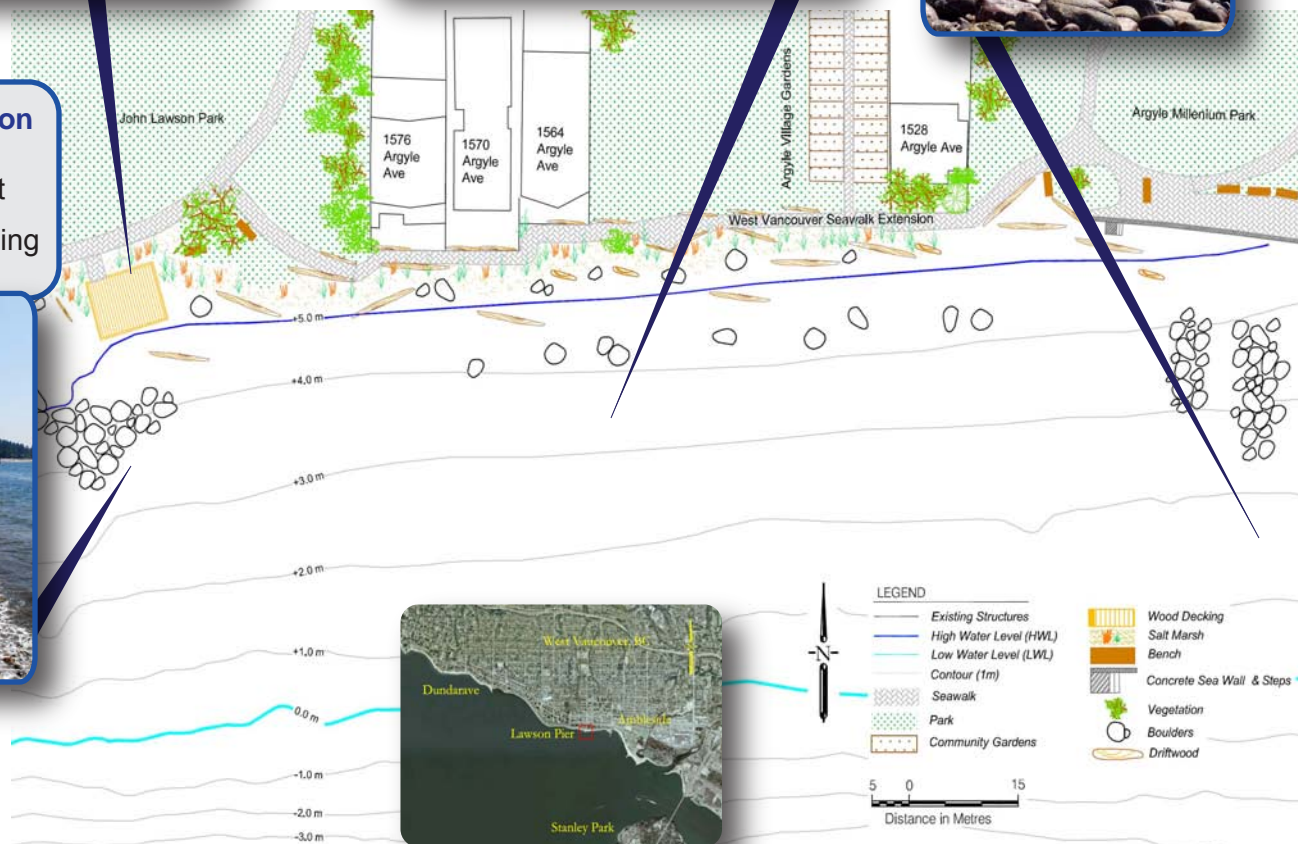 on
t
ing
John Lawson Park
1576
Argyle
Ave
1570
Argyle
Ave
1564
Argyle
Ave
Argyle Village Gardens
1528
Argyle Ave
Argyle Millenium Park
West Vancouver Seawalk Extension
+5.0 m
+4.0 m
+3.0 m
+2.0 m
+1.0 m
0.0 m
-1.0 m
-2.0 m
-3.0 m
West Vancouver, BC
Dundarave
Ambleside
Lawson Pier
Stanley Park
N
LEGEND
Existing Structures
High Water Level (HWL)
Low Water Level (LWL)
Contour (1m)
Seawalk
Park
Community Gardens
Wood Decking
Salt Marsh
Bench
Concrete Sea Wall & Steps
Vegetation
Boulders
Driftwood
5 0 15
Distance in Metres